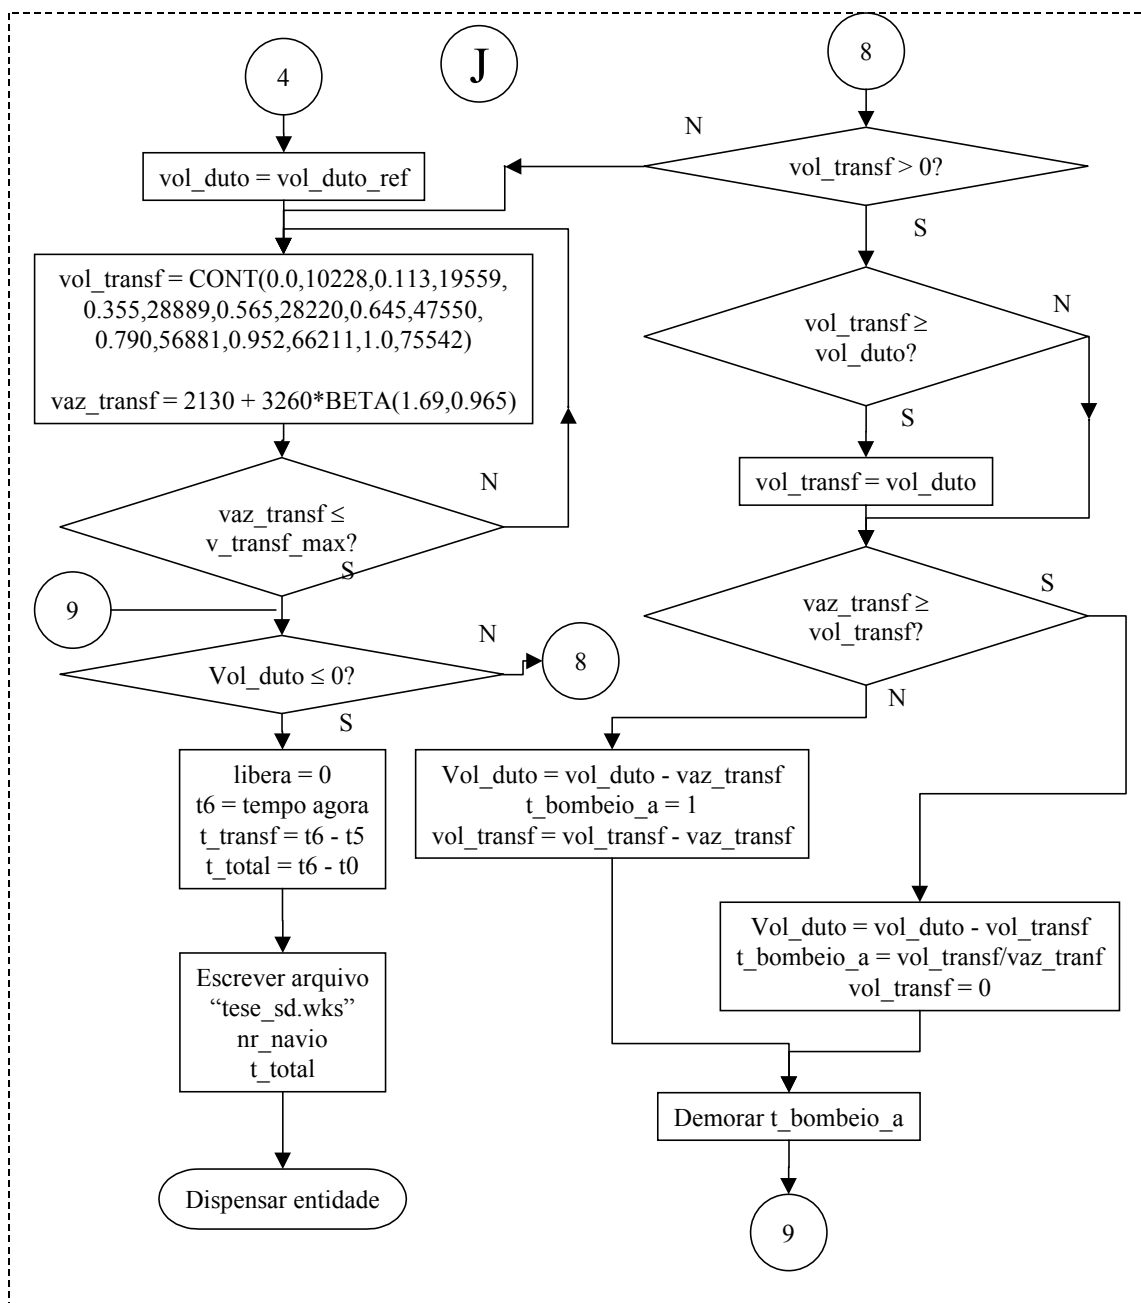 J
4
vol_duto = vol_duto_ref
vol_transf = CONT(0.0,10228,0.113,19559,
0.355,28889,0.565,28220,0.645,47550,
0.790,56881,0.952,66211,1.0,75542)
vaz_transf = 2130 + 3260*BETA(1.69,0.965)
vaz_transf ≤
v_transf_max?
N
S
9
Vol_duto ≤ 0?
N
8
S
libera = 0
t6 = tempo agora
t_transf = t6 - t5
t_total = t6 - t0
Escrever arquivo
“tese_sd.wks”
nr_navio
t_total
Dispensar entidade
8
vol_transf > 0?
N
S
vol_transf ≥
vol_duto?
N
S
vol_transf = vol_duto
vaz_transf ≥
vol_transf?
S
N
Vol_duto = vol_duto - vaz_transf
t_bombeio_a = 1
vol_transf = vol_transf - vaz_transf
Vol_duto = vol_duto - vol_transf
t_bombeio_a = vol_transf/vaz_tranf
vol_transf = 0
Demorar t_bombeio_a
9